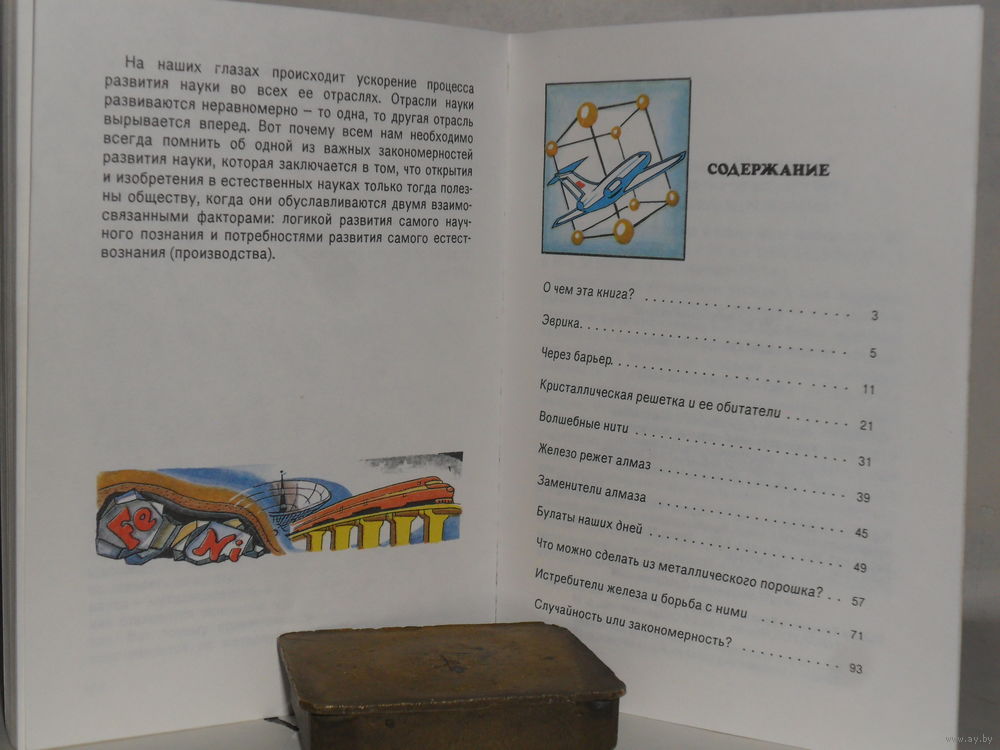 На наших глазах происходит ускорение процесса
развития науки во всех ее отраслях. Отрасли науки
развиваются неравномерно – то одна, то другая отрасль
вырывается вперед. Вот почему всем нам необходимо
всегда помнить об одной из важных закономерностей
развития науки, которая заключается в том, что открытия
и изобретения в естественных науках только тогда полез-
ны обществу, когда они обуславливаются двумя взаимо-
связанными факторами: логикой развития самого науч-
ного познания и потребностями развития самого естест-
вознания (производства).
Fe
Ni
СОДЕРЖАНИЕ
О чем эта книга? . . . . . . . . . . . . . . . . . . . . 3
Эврика. . . . . . . . . . . . . . . . . . . . . . . . . 5
Через барьер. . . . . . . . . . . . . . . . . . . . . . 11
Кристаллическая решетка и ее обитатели . . . . . . . 21
Волшебные нити . . . . . . . . . . . . . . . . . . . . 31
Железо режет алмаз . . . . . . . . . . . . . . . . . . 39
Заменители алмаза . . . . . . . . . . . . . . . . . . 45
Булаты наших дней . . . . . . . . . . . . . . . . . . 49
Что можно сделать из металлического порошка? . . 57
Истребители железа и борьба с ними . . . . . . . . . 71
Случайность или закономерность? . . . . . . . . . . 93
www.ay.by